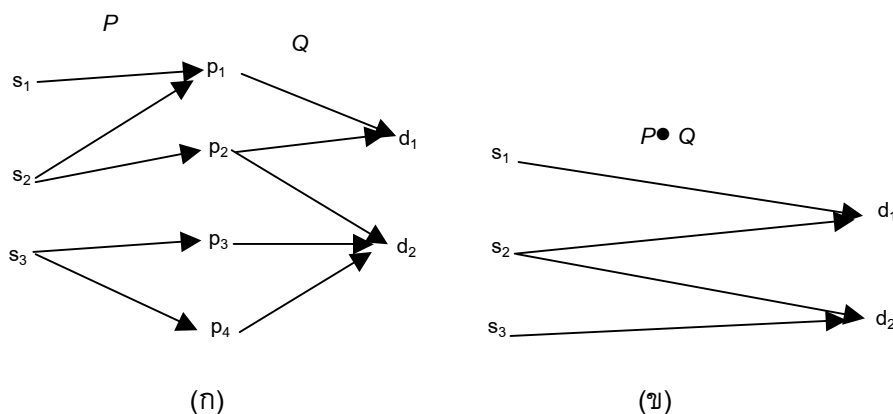 P
Q
s1
p1
d1
s2
p2
s3
p3
d2
p4
(ก)
P● Q
s1
d1
s2
d2
s3
(ข)